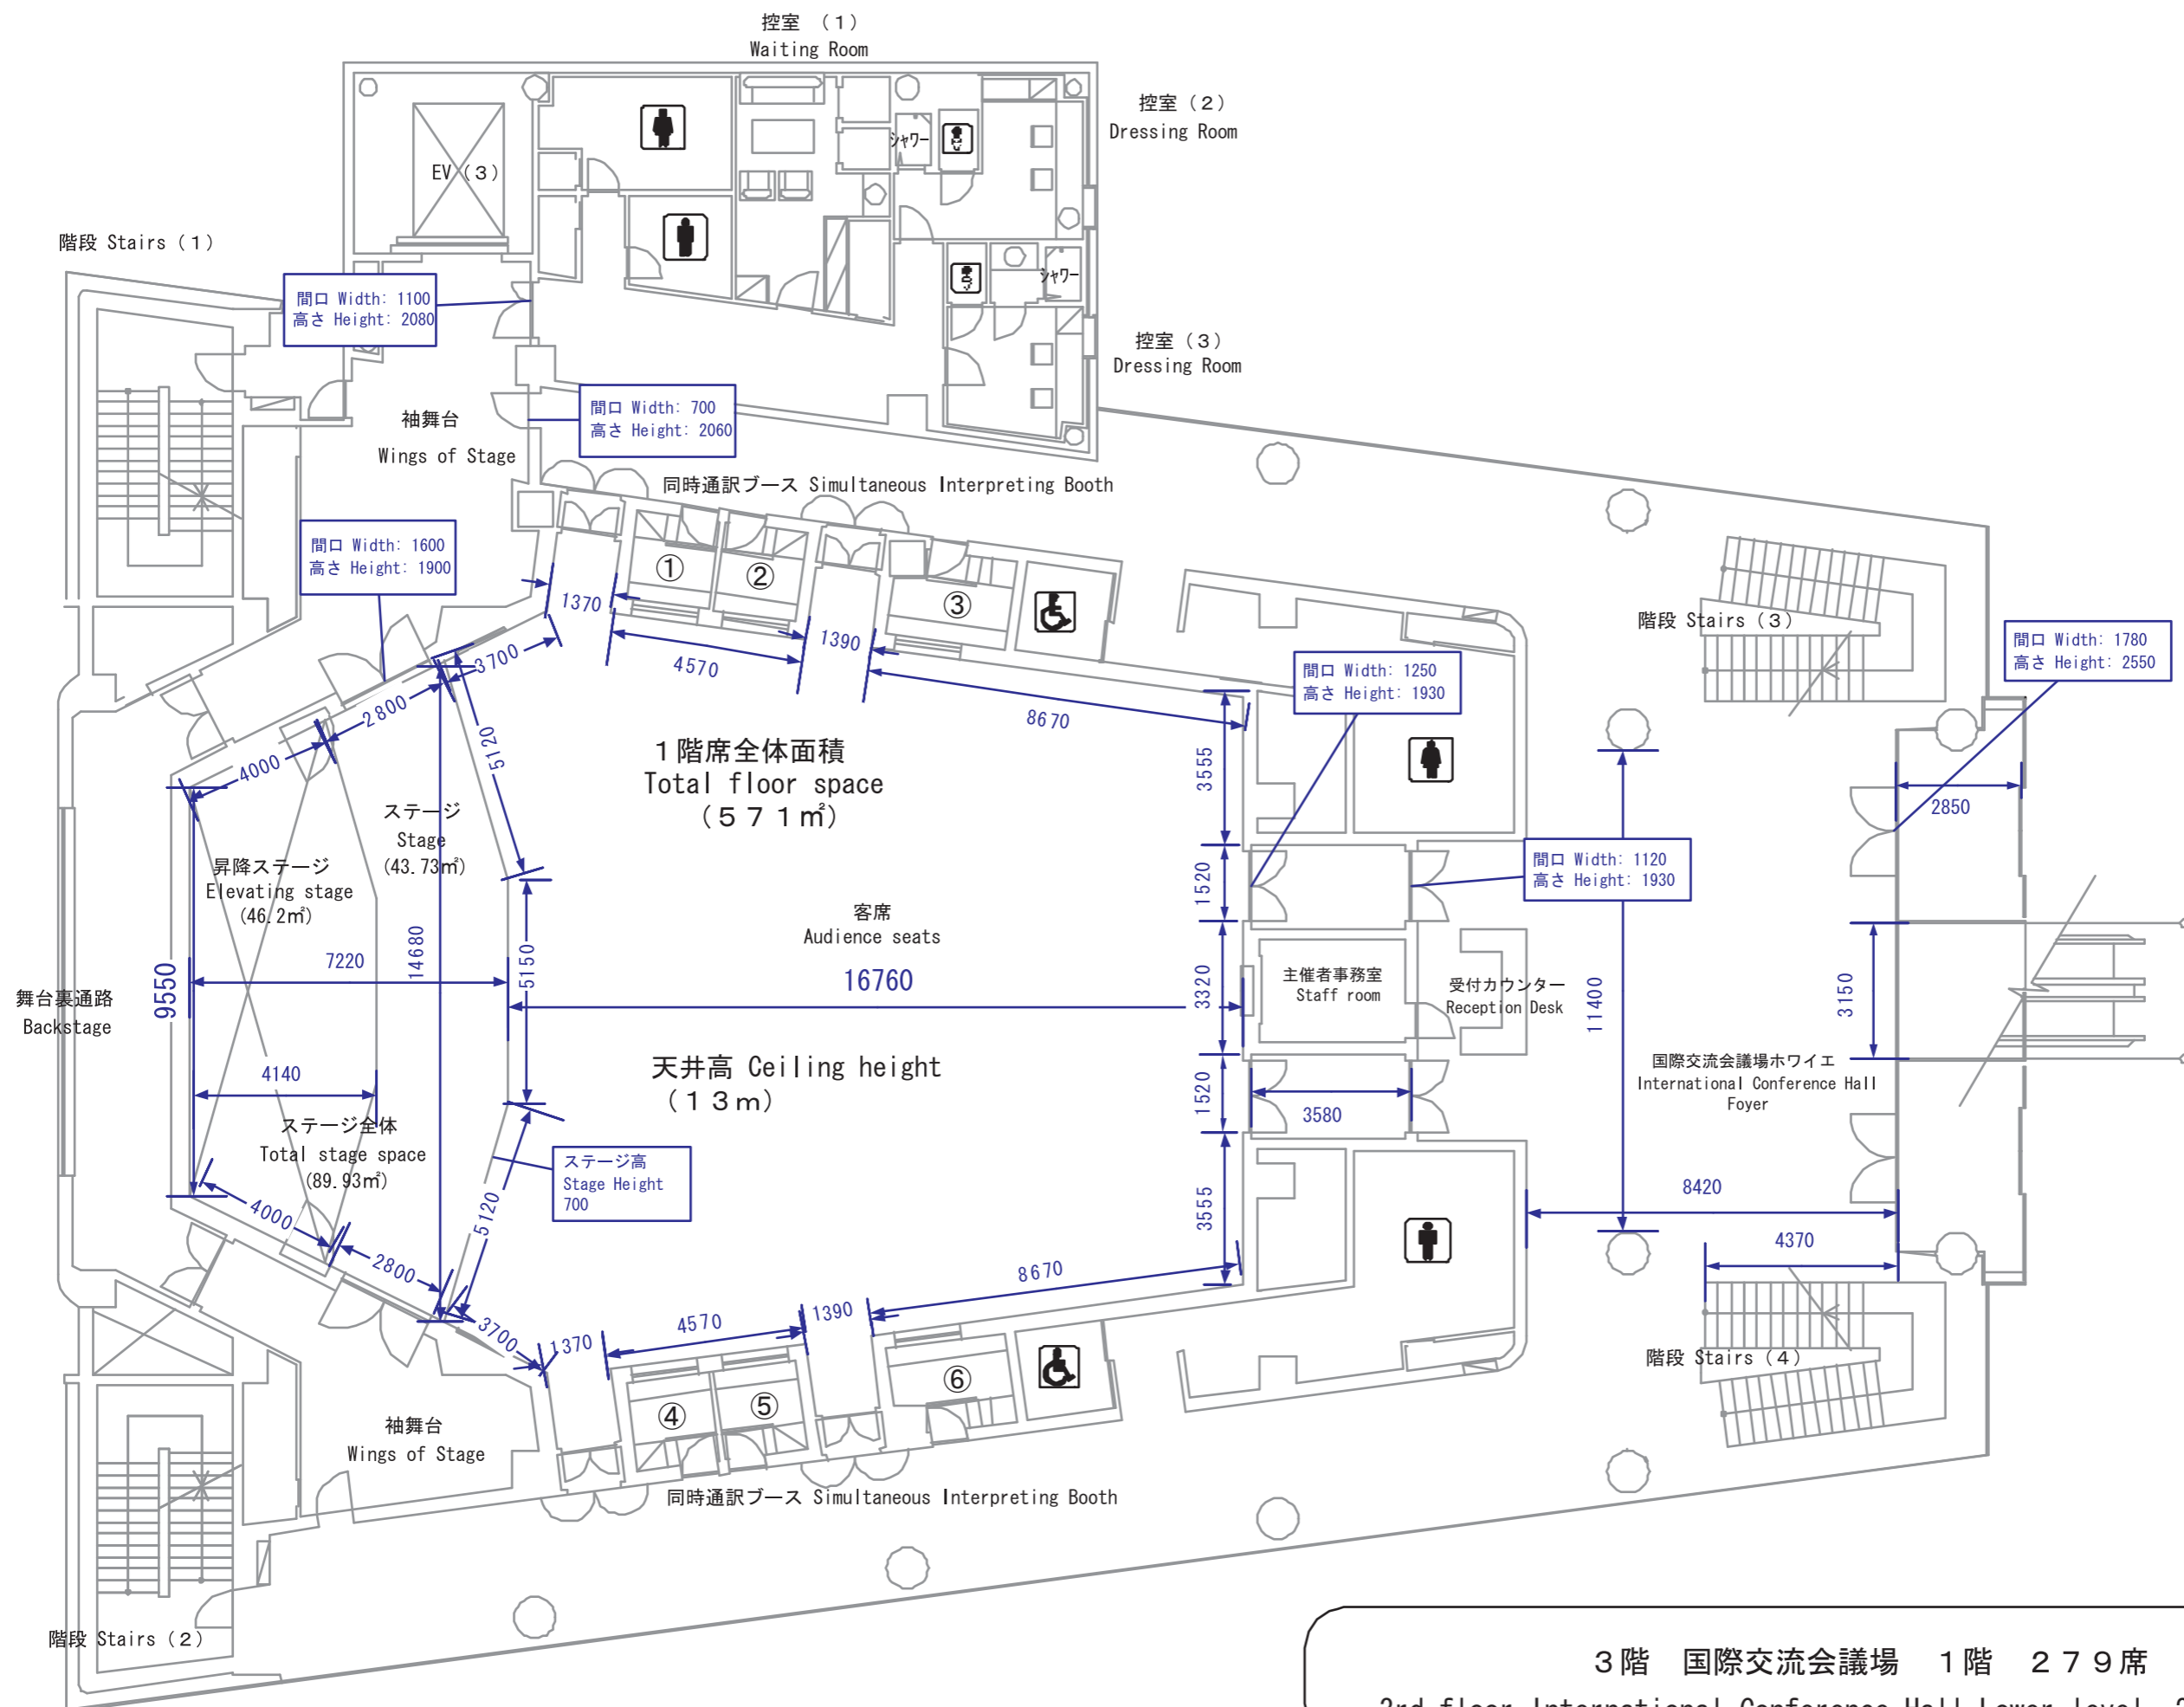 控室 （１）
Waiting Room
控室（２）
Dressing Room
シャワー
EV（３）
階段 Stairs（１）
シャワー
間口 Width: 1100
高さ Height: 2080
控室（３）
Dressing Room
間口 Width: 700
高さ Height: 2060
袖舞台
Wings of Stage
同時通訳ブース Simultaneous Interpreting Booth
間口 Width: 1600
高さ Height: 1900
①
②
③
1370
1390
3700
4570
8670
階段 Stairs（３）
間口 Width: 1780
高さ Height: 2550
間口 Width: 1250
高さ Height: 1930
2800
5120
4000
１階席全体面積
Total floor space
（５７１㎡）
3555
2850
ステージ
Stage
(43.73㎡)
昇降ステージ
Elevating stage
(46.2㎡)
間口 Width: 1120
高さ Height: 1930
1520
客席
Audience seats
16760
7220
14680
5150
9550
舞台裏通路
Backstage
3320
主催者事務室
Staff room
受付カウンター
Reception Desk
11400
3150
国際交流会議場ホワイエ
International Conference Hall
Foyer
天井高 Ceiling height
（１３ｍ）
4140
1520
3580
ステージ全体
Total stage space
(89.93㎡)
ステージ高
Stage Height
700
4000
2800
5120
3555
8420
4370
8670
3700
1370
4570
1390
階段 Stairs（４）
④
⑤
⑥
袖舞台
Wings of Stage
同時通訳ブース Simultaneous Interpreting Booth
階段 Stairs（２）
３階　国際交流会議場　１階　２７９席
3rd floor International Conference Hall Lower level